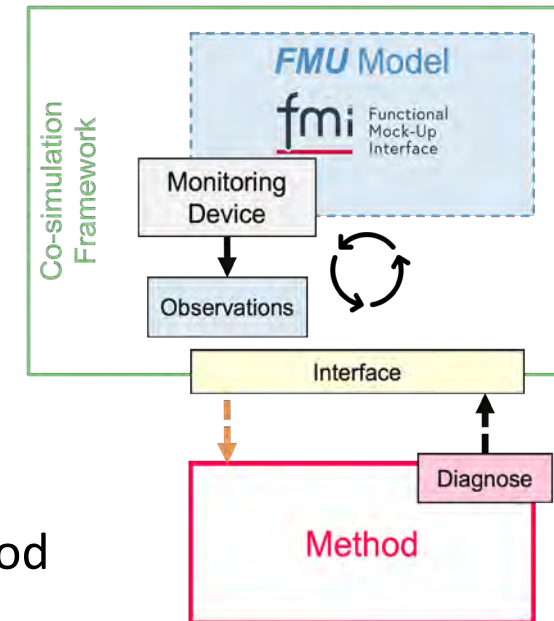 FMU Model
fmi Functional
Mock-Up
Interface
Co-simulation
Framework
Monitoring
Device
Observations
Interface
Diagnose
Method
od